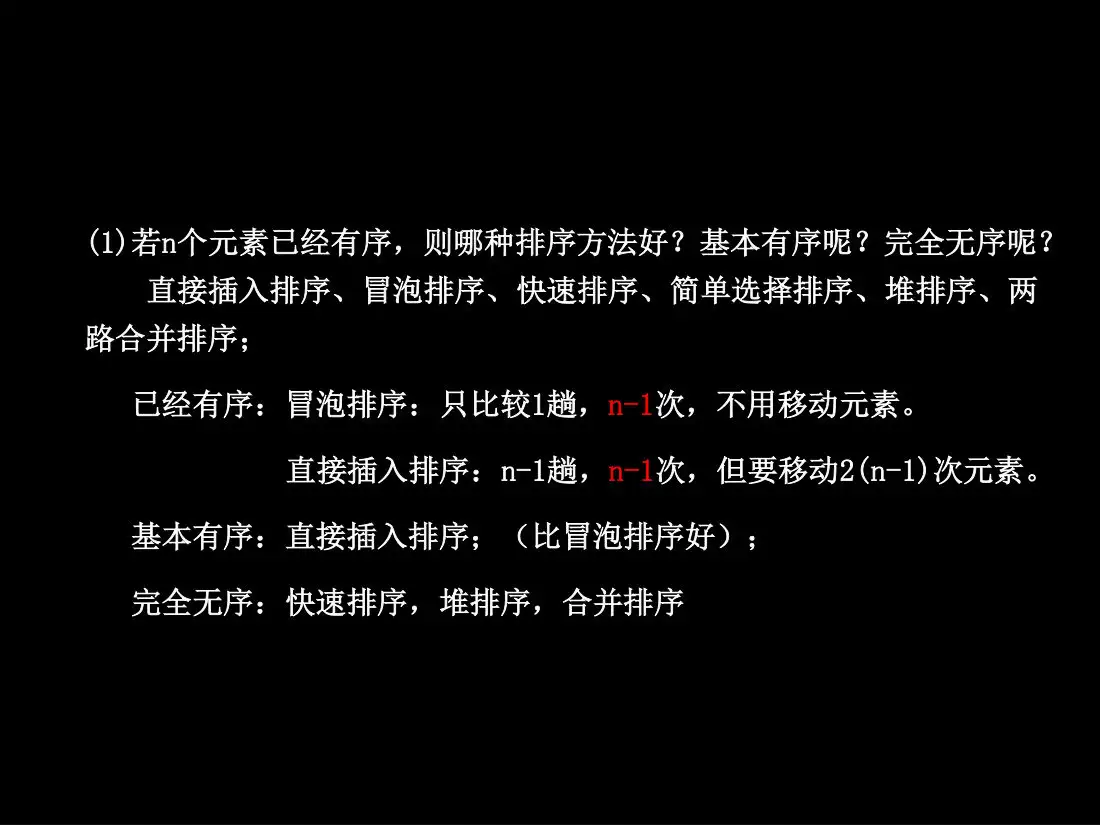 (1)若n个元素已经有序，则哪种排序方法好？基本有序呢？完全无序呢？
直接插入排序、冒泡排序、快速排序、简单选择排序、堆排序、两
路合并排序；
已经有序：冒泡排序：只比较1趟，n-1次，不用移动元素。
直接插入排序：n-1趟，n-1次，但要移动2(n-1)次元素。
基本有序：直接插入排序；（比冒泡排序好）；
完全无序：快速排序，堆排序，合并排序